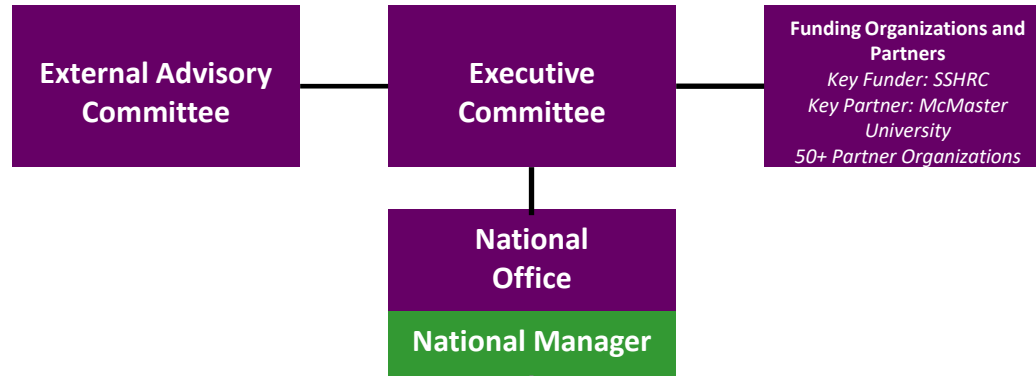 External Advisory
Committee
Executive
Committee
Funding Organizations and
Partners
Key Funder: SSHRC
Key Partner: McMaster
University
50+ Partner Organizations
National
Office
National Manager